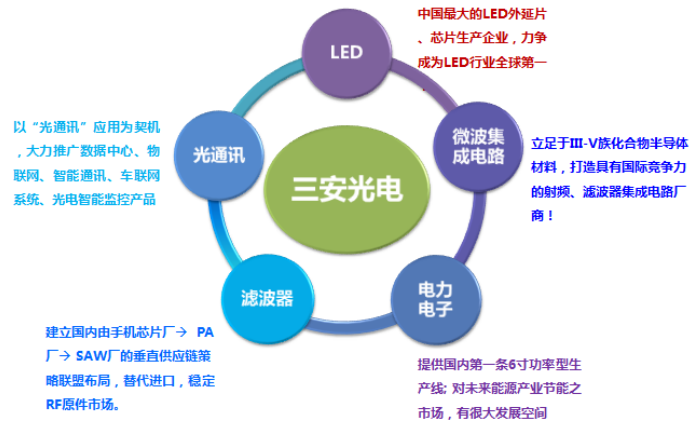 中国最大的LED外延片
、芯片生产企业，力争
成为LED行业全球第一
LED
微波集
成电路
立足于III-V族化合物半导体
材料，打造具有国际竞争力
的射频、滤波器集成电路厂
商！
以“光通讯”应用为契机
，大力推广数据中心、物
联网、智能通讯、车联网
系统、光电智能监控产品
光通讯
三安光电
滤波器
电力
电子
建立国内由手机芯片厂→ PA
厂→ SAW厂的垂直供应链策
略联盟布局，替代进口，稳定
RF原件市场。
提供国内第一条6寸功率型生
产线; 对未来能源产业节能之
市场，有很大发展空间